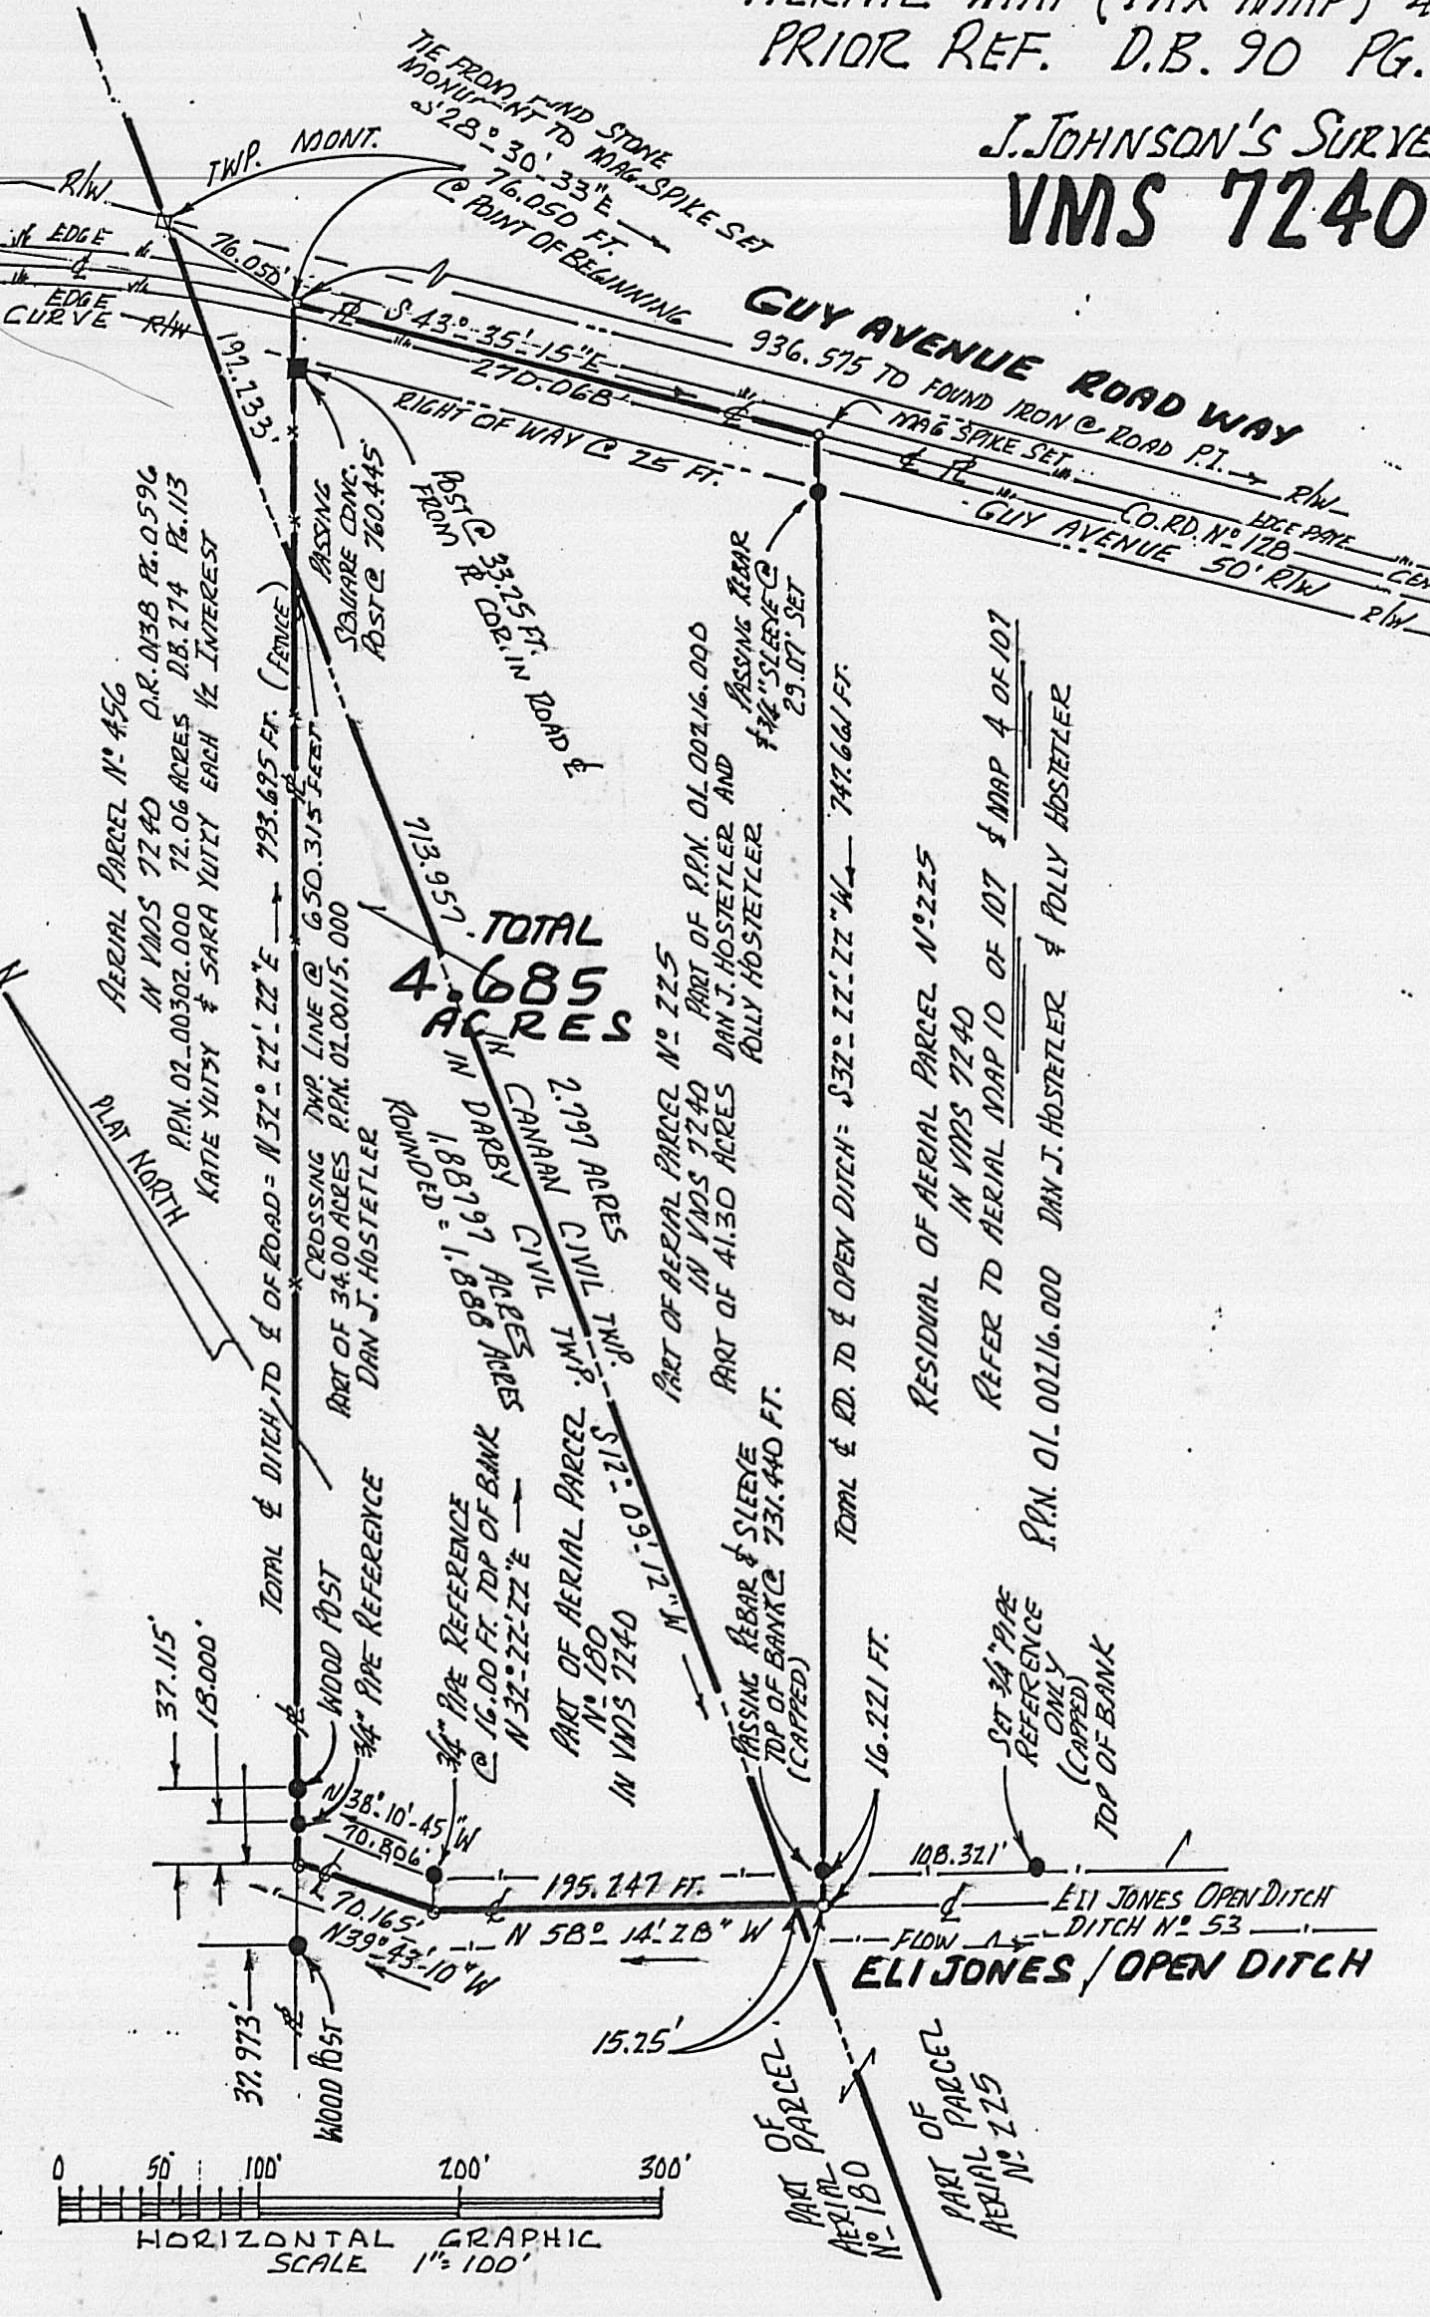 PRIOR REF. D.B. 90 PG.
J. JOHNSON'S SURVE
VMS 7240
TIE FROM FUND STONE
MONUMENT TO MAG. SPIKE SET
S'28°-30'-33"E
76.050 FT.
@ POINT OF BEGINNING
TWP. MONT.
R/W
EDGE
℄
EDGE
CURVE
R/W
76.050'
192.233'
GUY AVENUE ROAD WAY
936.575 TO FOUND IRON @ ROAD P.I.
R/W
℄
S 43°-35'-15"E
270.068'
℄
MAG SPIKE SET
℄ ℄
CO.RD. Nº 128
EDGE PAVE.
CEN
GUY AVENUE 50' R/W
R/W
RIGHT OF WAY @ 25 FT.
PASSING
SQUARE CONC.
POST @ 760.445
POST @ 33.25 FT.
FROM ℄ COR. IN ROAD ℄
PASSING REBAR
& 3/4" SLEEVE @
29.07' SET
AERIAL PARCEL Nº 456
IN VMS 7240 O.R. 013B PG. 0596
P.P.N. 02_00302.000 72.06 ACRES D.B. 274 PG. 113
KATIE YUTSY & SARA YUTZY EACH 1/2 INTEREST
TOTAL ℄ DITCH TO ℄ OF ROAD = N32°-22'-22"E 793.695 FT. (FENCE)
CROSSING TWP. LINE @ 650.315 FEET
PART OF 34.00 ACRES P.P.N. 02.00115.000
DAN J. HOSTETLER
713.957
TOTAL
4.685
ACRES
2.797 ACRES
IN CANAAN CIVIL TWP.
IN DARBY CIVIL TWP.
1.88797 ACRES
ROUNDED = 1.888 ACRES
S12°-09'-12"W
PART OF AERIAL PARCEL Nº 225
IN VMS 7240 PART OF P.P.N. 01_00216.000
PART OF 41.30 ACRES DAN J. HOSTETLER AND
POLLY HOSTETLER
TOTAL ℄ RD. TO ℄ OPEN DITCH = S32°-22'-22"W 747.661 FT.
RESIDUAL OF AERIAL PARCEL Nº 225
IN VMS 7240
REFER TO AERIAL MAP 10 OF 107 & MAP 4 OF 107
P.P.N. 01_00216.000 DAN J. HOSTETLER & POLLY HOSTETLER
N
PLAT NORTH
37.115'
18.000'
WOOD POST
3/4" PIPE REFERENCE
3/4" PIPE REFERENCE
@ 16.00 FT. TOP OF BANK
N32°-22'-22"E
PART OF AERIAL PARCEL
Nº 180
IN VMS 7240
PASSING REBAR & SLEEVE
TOP OF BANK @ 731.440 FT.
(CAPPED)
16.221 FT.
SET 3/4" PIPE
REFERENCE
ONLY
(CAPPED)
TOP OF BANK
N 38°-10'-45"W
70.806'
195.247 FT.
108.321'
℄
70.165'
N39°-43'-10"W
℄
N 58°-14'-28" W
℄
ELI JONES OPEN DITCH
FLOW
DITCH Nº 53
ELI JONES / OPEN DITCH
15.25'
37.973'
WOOD POST
PART OF
AERIAL PARCEL
Nº 180
PART OF
AERIAL PARCEL
Nº 225
0 50' 100' 200' 300'
HORIZONTAL GRAPHIC
SCALE 1"=100'